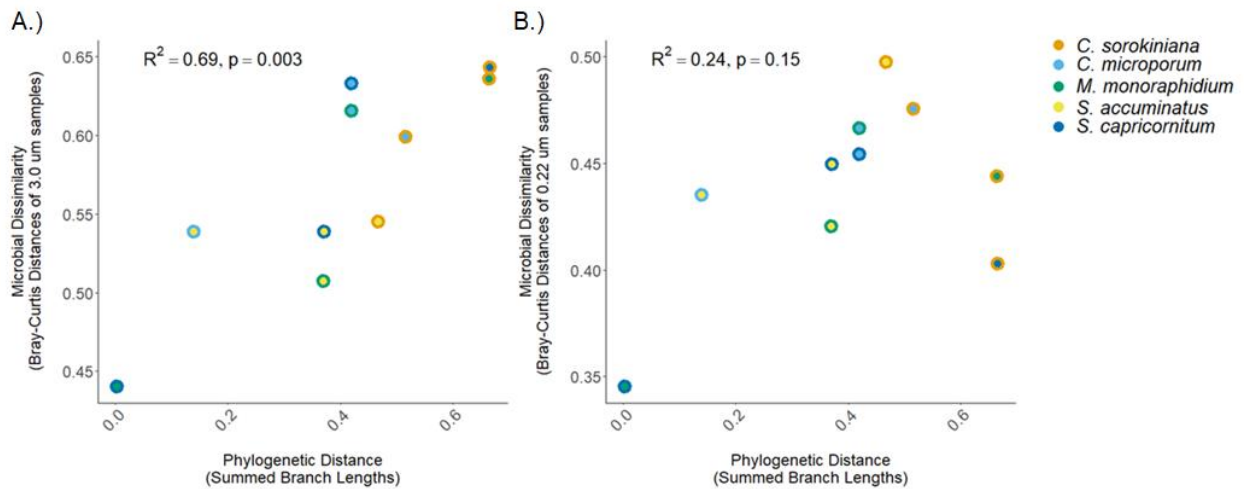 A.)
R² = 0.69, p = 0.003
Microbial Dissimilarity
(Bray-Curtis Distances of 3.0 um samples)
0.65
0.60
0.55
0.50
0.45
0.0
0.2
0.4
0.6
Phylogenetic Distance
(Summed Branch Lengths)
B.)
R² = 0.24, p = 0.15
Microbial Dissimilarity
(Bray-Curtis Distances of 0.22 um samples)
0.50
0.45
0.40
0.35
0.0
0.2
0.4
0.6
Phylogenetic Distance
(Summed Branch Lengths)
C. sorokiniana
C. microporum
M. monoraphidium
S. accuminatus
S. capricornitum